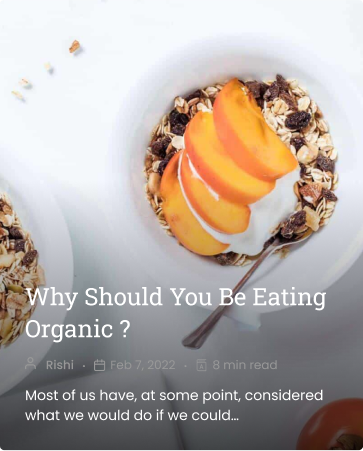 Why Should You Be Eating
Organic ?
Rishi · Feb 7, 2022 · 8 min read
Most of us have, at some point, considered
what we would do if we could...